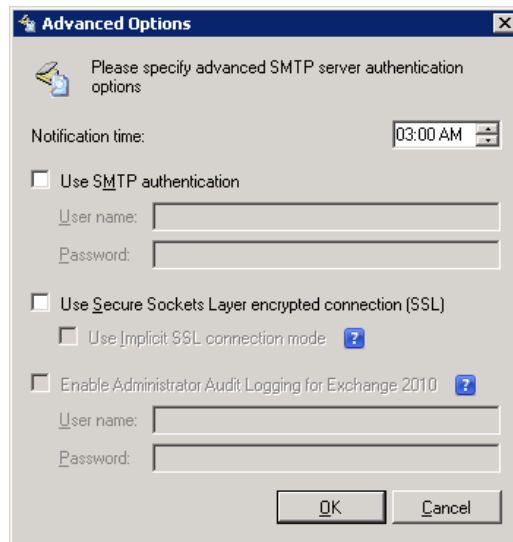 Advanced Options
Please specify advanced SMTP server authentication
options
Notification time: 03:00 AM
Use SMTP authentication
User name:
Password:
Use Secure Sockets Layer encrypted connection (SSL)
Use Implicit SSL connection mode ?
Enable Administrator Audit Logging for Exchange 2010 ?
User name:
Password:
OK Cancel